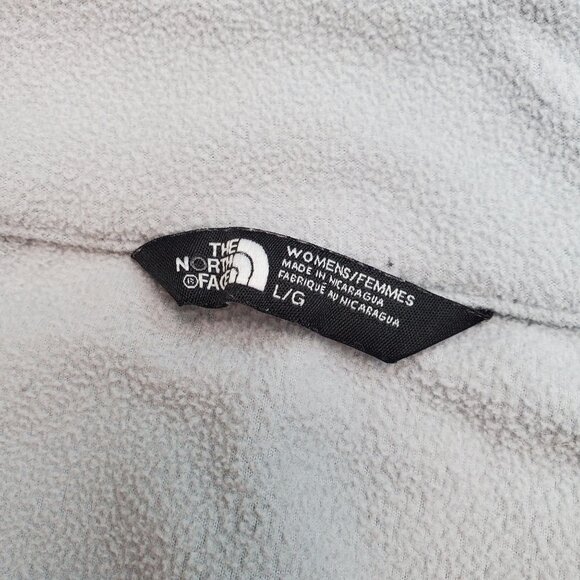 THE
NORTH
FACE
WOMENS/FEMMES
MADE IN NICARAGUA
FABRIQUE AU NICARAGUA
L/G